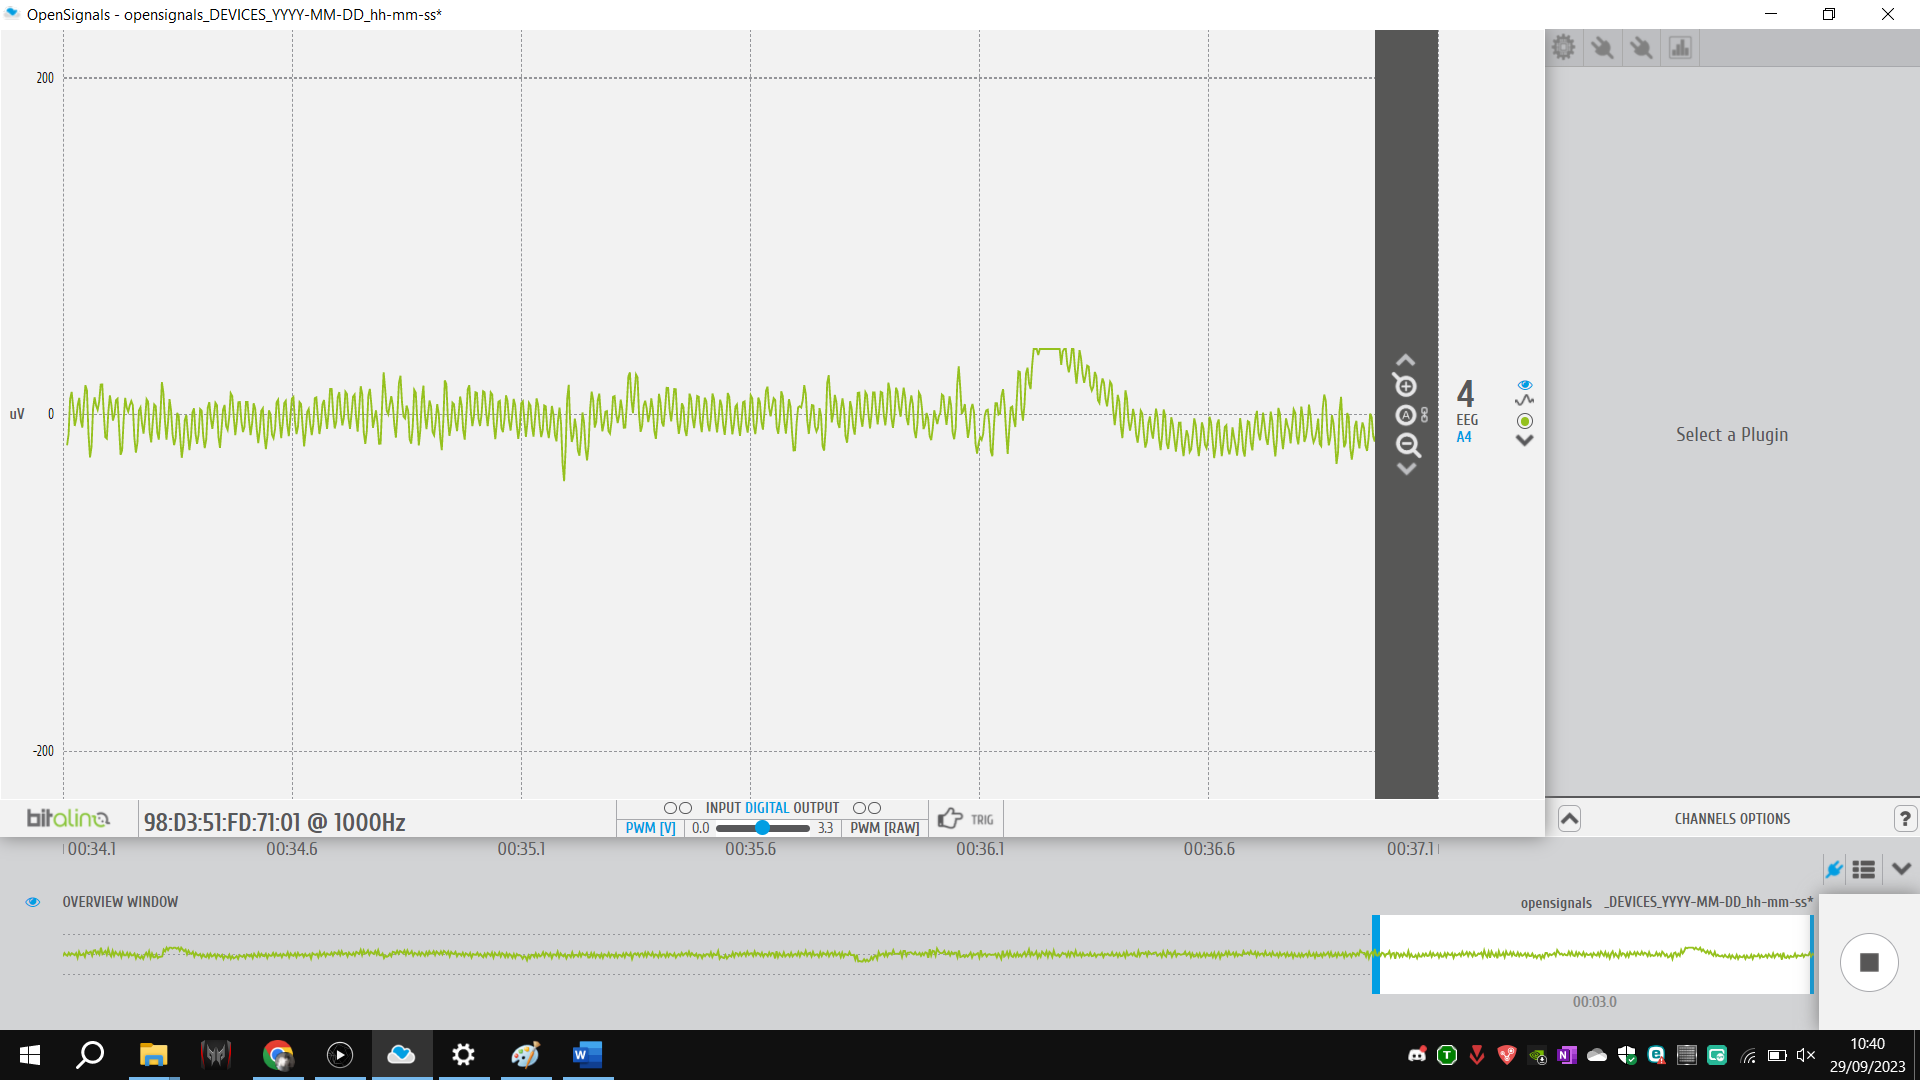 OpenSignals - opensignals_DEVICES_YYYY-MM-DD_hh-mm-ss*
200
uV 0
-200
4
EEG
A4
A
Select a Plugin
bitalino
98:D3:51:FD:71:01 @ 1000Hz
INPUT DIGITAL OUTPUT
PWM [V] 0.0 3.3 PWM [RAW]
TRIG
CHANNELS OPTIONS ?
00:34.1 00:34.6 00:35.1 00:35.6 00:36.1 00:36.6 00:37.1
OVERVIEW WINDOW
opensignals _DEVICES_YYYY-MM-DD_hh-mm-ss*
00:03.0
10:40
29/09/2023